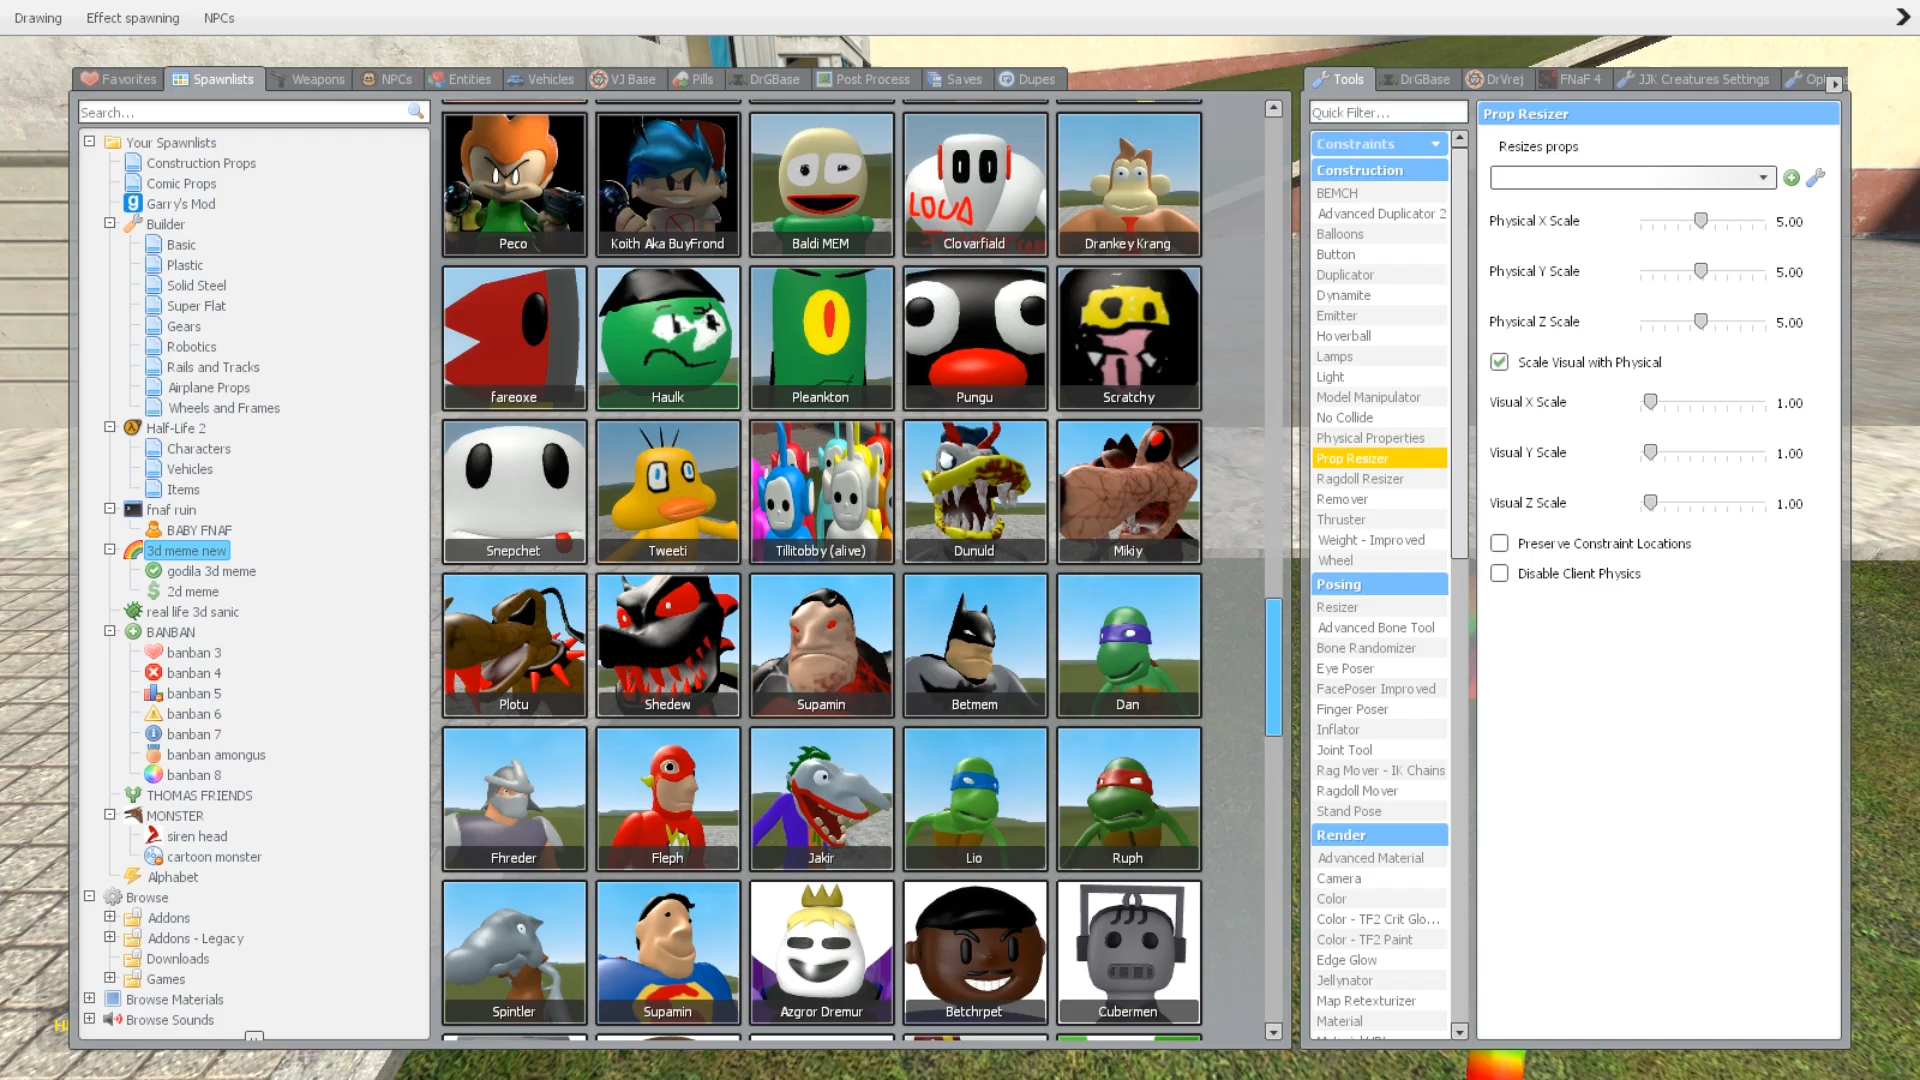 Drawing Effect spawning NPCs
Favorites Spawnlists Weapons NPCs Entities Vehicles VJ Base Pills DrGBase Post Process Saves Dupes
Search...
Your Spawnlists
Construction Props
Comic Props
Garry's Mod
Builder
Basic
Plastic
Solid Steel
Super Flat
Gears
Robotics
Rails and Tracks
Airplane Props
Wheels and Frames
Half-Life 2
Characters
Vehicles
Items
fnaf ruin
BABY FNAF
3d meme new
godila 3d meme
2d meme
real life 3d sanic
BANBAN
banban 3
banban 4
banban 5
banban 6
banban 7
banban amongus
banban 8
THOMAS FRIENDS
MONSTER
siren head
cartoon monster
Alphabet
Browse
Addons
Addons - Legacy
Downloads
Games
Browse Materials
Browse Sounds
LOUD
Peco Koith Aka BuyFrond Baldi MEM Clovarfiald Drankey Krang
fareoxe Haulk Pleankton Pungu Scratchy
Snepchet Tweeti Tillitobby (alive) Dunuld Mikiy
Plotu Shedew Supamin Betmem Dan
Fhreder Fleph Jakir Lio Ruph
Spintler Supamin Azgror Dremur Betchrpet Cubermen
Tools DrGBase DrVrej FNaF 4 JJK Creatures Settings
Quick Filter...
Constraints
Construction
BEMCH
Advanced Duplicator 2
Balloons
Button
Duplicator
Dynamite
Emitter
Hoverball
Lamps
Light
Model Manipulator
No Collide
Physical Properties
Prop Resizer
Ragdoll Resizer
Remover
Thruster
Weight - Improved
Wheel
Posing
Resizer
Advanced Bone Tool
Bone Randomizer
Eye Poser
FacePoser Improved
Finger Poser
Inflator
Joint Tool
Rag Mover - IK Chains
Ragdoll Mover
Stand Pose
Render
Advanced Material
Camera
Color
Color - TF2 Crit Glo...
Color - TF2 Paint
Edge Glow
Jellynator
Map Retexturizer
Material
Prop Resizer
Resizes props
Physical X Scale 5.00
Physical Y Scale 5.00
Physical Z Scale 5.00
Scale Visual with Physical
Visual X Scale 1.00
Visual Y Scale 1.00
Visual Z Scale 1.00
Preserve Constraint Locations
Disable Client Physics